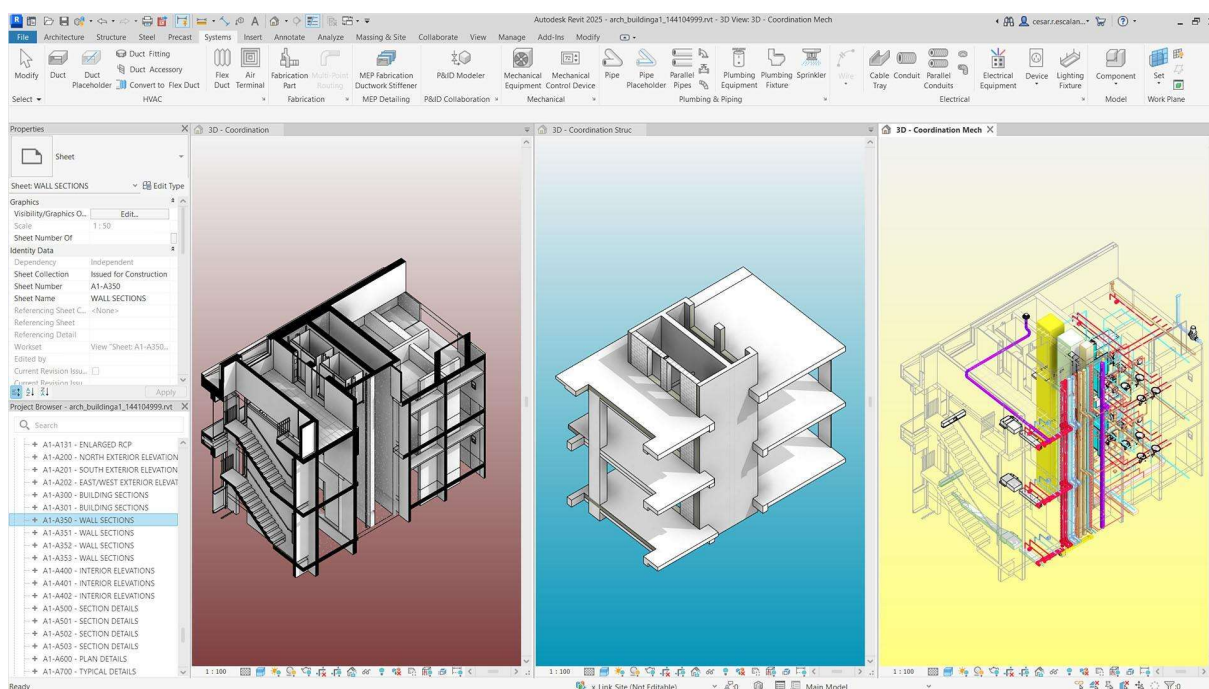 Autodesk Revit 2025 - arch_buildinga1_144104999.rvt - 3D View: 3D - Coordination Mech
cesar.r.escalan...
File Architecture Structure Steel Precast Systems Insert Annotate Analyze Massing & Site Collaborate View Manage Add-Ins Modify
Modify
Duct
Duct Placeholder
Duct Fitting
Duct Accessory
Convert to Flex Duct
Flex Duct
Air Terminal
Fabrication Part
Multi-Point Routing
MEP Fabrication Ductwork Stiffener
P&ID Modeler
Mechanical Equipment
Mechanical Control Device
Pipe
Pipe Placeholder
Parallel Pipes
Plumbing Equipment
Plumbing Fixture
Sprinkler
Wire
Cable Tray
Conduit
Parallel Conduits
Electrical Equipment
Device
Lighting Fixture
Component
Set
Select HVAC Fabrication MEP Detailing P&ID Collaboration Mechanical Plumbing & Piping Electrical Model Work Plane
Properties
Sheet
Sheet: WALL SECTIONS Edit Type
Graphics
Visibility/Graphics O... Edit...
Scale 1 : 50
Sheet Number Of
Identity Data
Dependency Independent
Sheet Collection Issued for Construction
Sheet Number A1-A350
Sheet Name WALL SECTIONS
Referencing Sheet C... <None>
Referencing Sheet
Referencing Detail
Workset View "Sheet: A1-A350...
Edited by
Current Revision Issu...
Apply
Project Browser - arch_buildinga1_144104999.rvt
Search
A1-A131 - ENLARGED RCP
A1-A200 - NORTH EXTERIOR ELEVATION
A1-A201 - SOUTH EXTERIOR ELEVATION
A1-A202 - EAST/WEST EXTERIOR ELEVAT
A1-A300 - BUILDING SECTIONS
A1-A301 - BUILDING SECTIONS
A1-A350 - WALL SECTIONS
A1-A351 - WALL SECTIONS
A1-A352 - WALL SECTIONS
A1-A353 - WALL SECTIONS
A1-A400 - INTERIOR ELEVATIONS
A1-A401 - INTERIOR ELEVATIONS
A1-A402 - INTERIOR ELEVATIONS
A1-A500 - SECTION DETAILS
A1-A501 - SECTION DETAILS
A1-A502 - SECTION DETAILS
A1-A503 - SECTION DETAILS
A1-A600 - PLAN DETAILS
A1-A700 - TYPICAL DETAILS
3D - Coordination
3D - Coordination Struc
3D - Coordination Mech
1 : 100
1 : 100
1 : 100
Ready
x Link Site (Not Editable)
:0
Main Model
:0